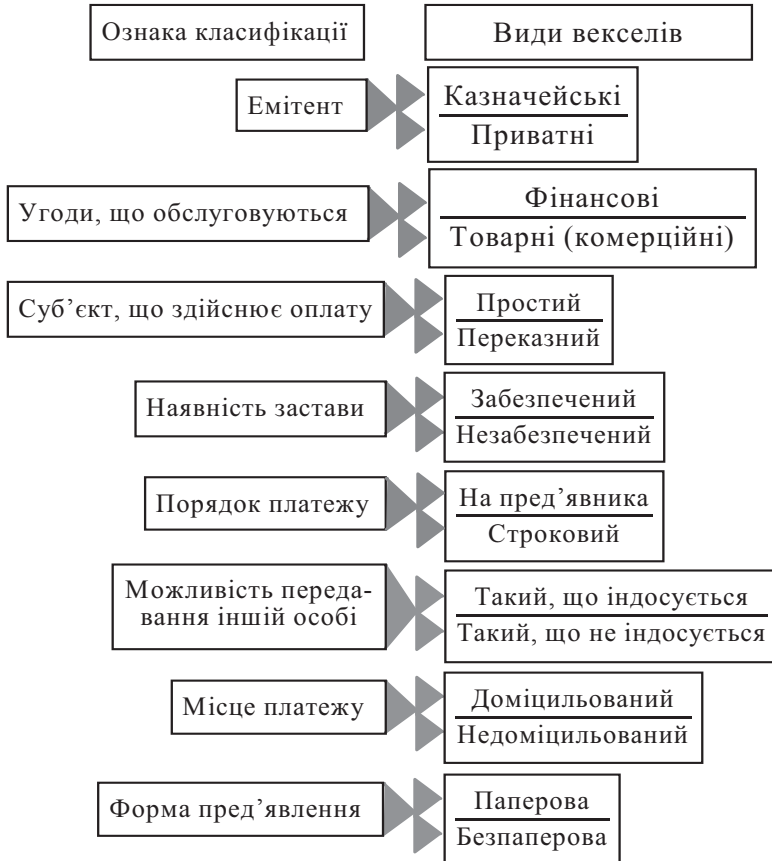 Ознака класифікації
Види векселів
Емітент
Казначейські
Приватні
Угоди, що обслуговуються
Фінансові
Товарні (комерційні)
Суб’єкт, що здійснює оплату
Простий
Переказний
Наявність застави
Забезпечений
Незабезпечений
Порядок платежу
На пред’явника
Строковий
Можливість переда-
вання іншій особі
Такий, що індосується
Такий, що не індосується
Місце платежу
Доміцильований
Недоміцильований
Форма пред’явлення
Паперова
Безпаперова